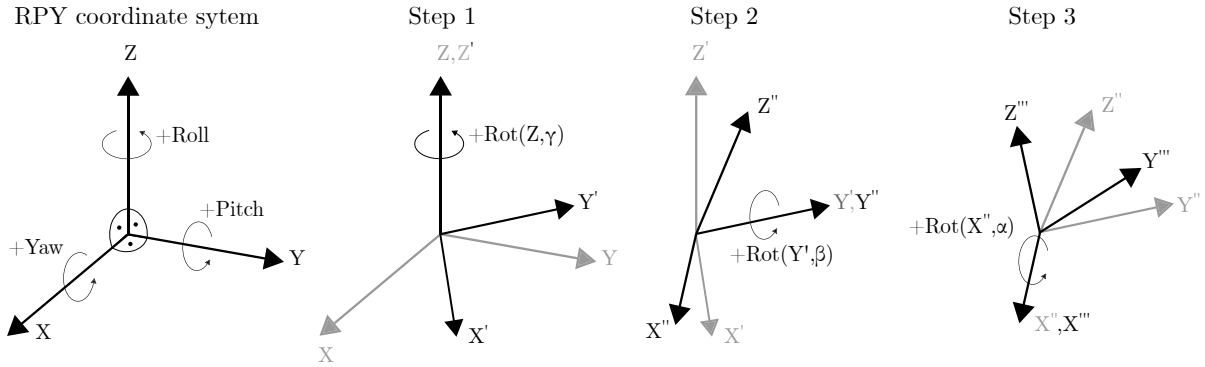 RPY coordinate sytem
Z
+Roll
+Pitch
+Yaw
Y
X
Step 1
Z,Z'
+Rot(Z,γ)
Y'
Y
X'
X
Step 2
Z'
Z"
Y',Y"
+Rot(Y',β)
X"
X'
Step 3
Z'''
Z"
Y'''
Y"
+Rot(X",α)
X",X'''